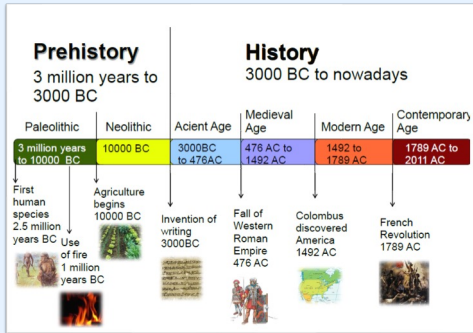 Prehistory
3 million years to
3000 BC
History
3000 BC to nowadays
Paleolithic
Neolithic
Acient Age
Medieval
Age
Modern Age
Contemporary
Age
3 million years
to 10000 BC
10000 BC
3000BC
to 476AC
476 AC to
1492 AC
1492 to
1789 AC
1789 AC to
2011 AC
First
human
species
2.5 million
years BC
Use
of fire
1 million
years BC
Agriculture
begins
10000 BC
Invention of
writing
3000BC
Fall of
Western
Roman
Empire
476 AC
Colombus
discovered
America
1492 AC
French
Revolution
1789 AC